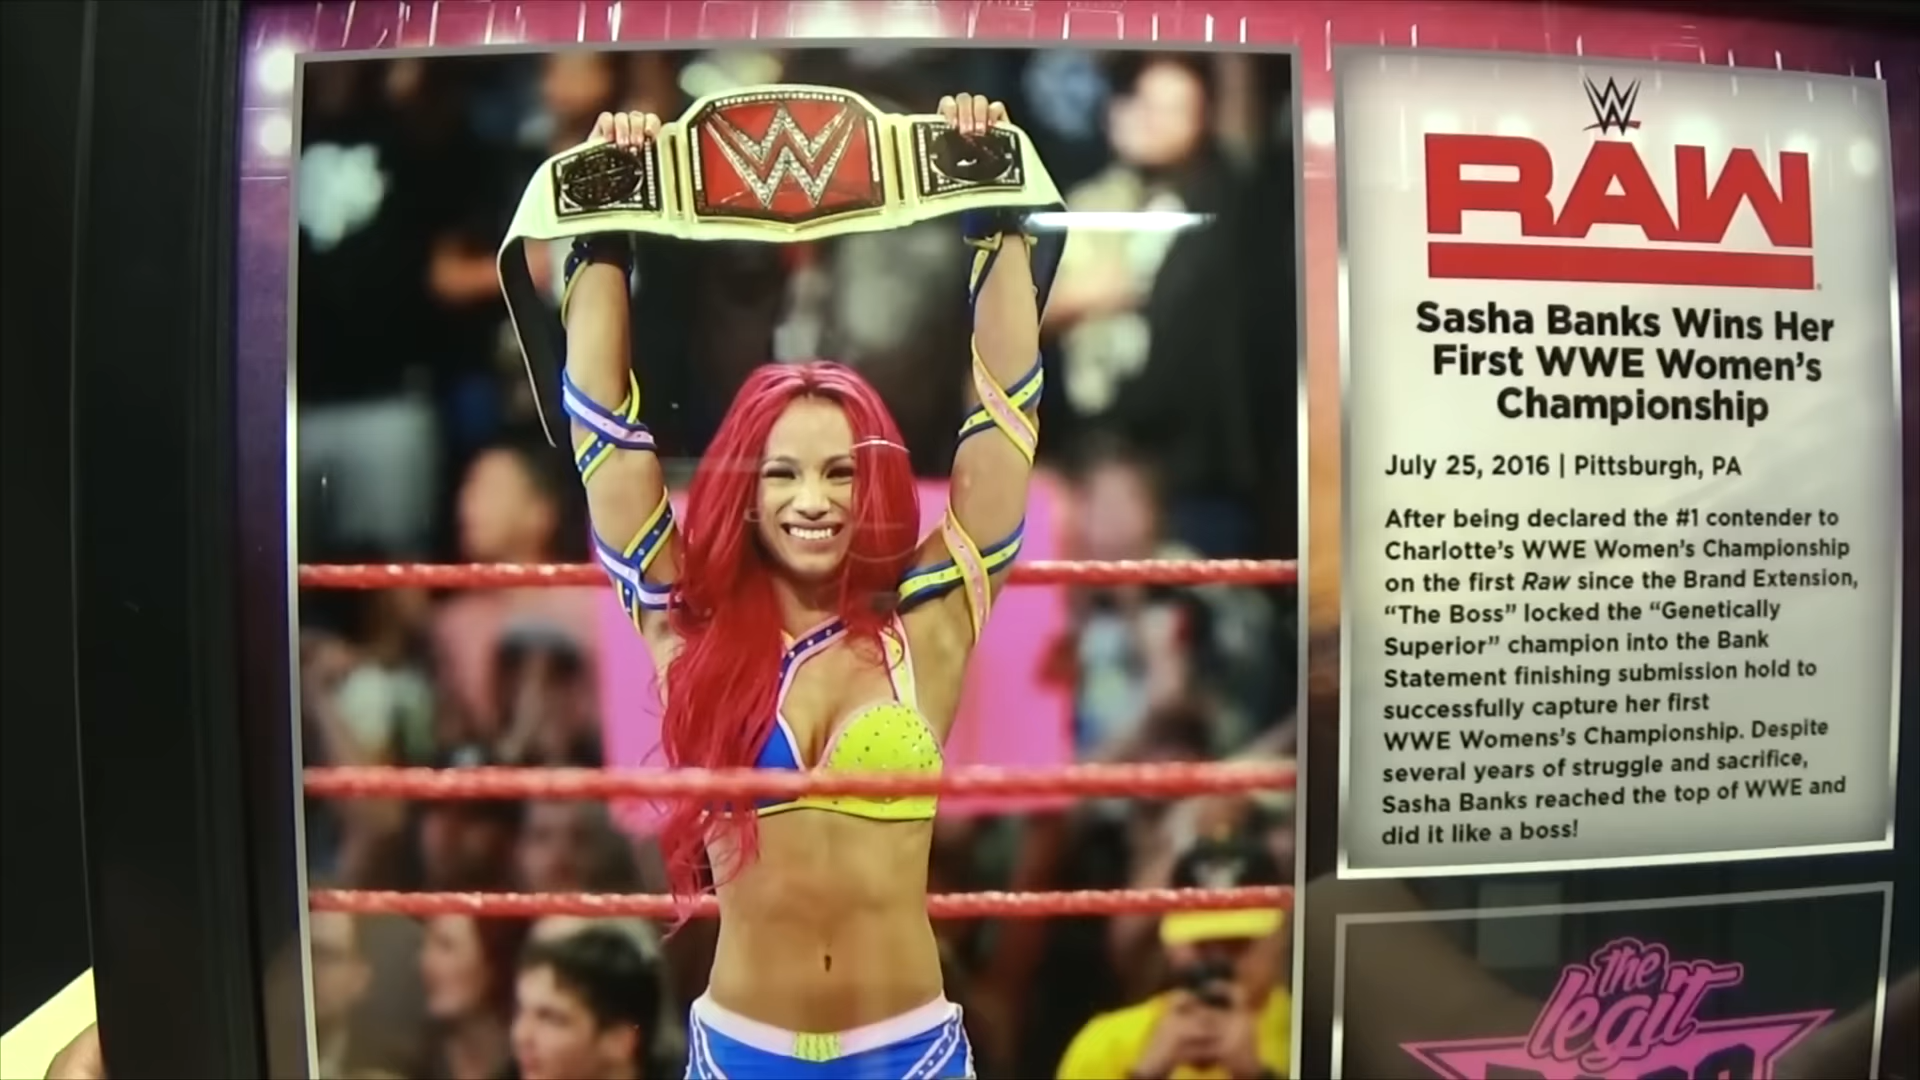 W
W
RAW
Sasha Banks Wins Her
First WWE Women's
Championship
July 25, 2016 | Pittsburgh, PA
After being declared the #1 contender to
Charlotte's WWE Women's Championship
on the first Raw since the Brand Extension,
“The Boss” locked the “Genetically
Superior” champion into the Bank
Statement finishing submission hold to
successfully capture her first
WWE Womens's Championship. Despite
several years of struggle and sacrifice,
Sasha Banks reached the top of WWE and
did it like a boss!
the
legit